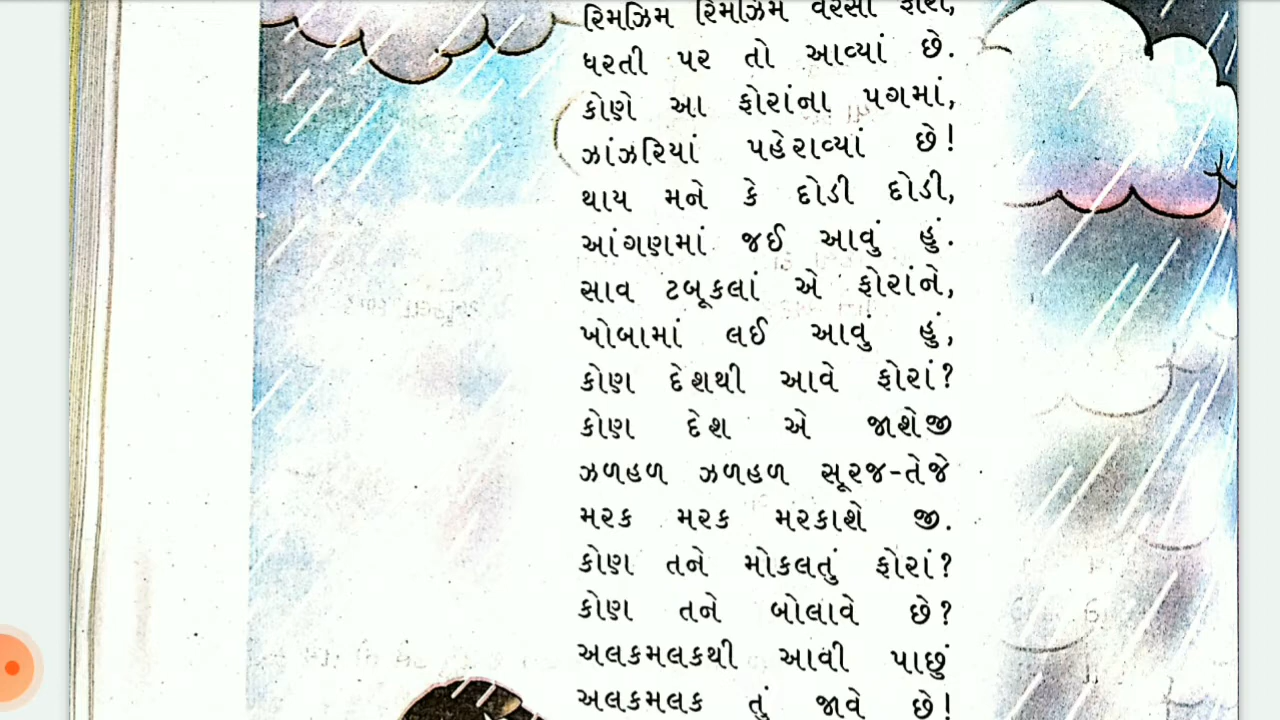 રિમઝિમ રિમઝિમ વરસી ફોરાં,
ધરતી પર તો આવ્યાં છે.
કોણે આ ફોરાંના પગમાં,
ઝાંઝરિયાં પહેરાવ્યાં છે!
થાય મને કે દોડી દોડી,
આંગણમાં જઈ આવું હું.
સાવ ટબૂકલાં એ ફોરાંને,
ખોબામાં લઈ આવું હું,
કોણ દેશથી આવે ફોરાં?
કોણ દેશ એ જાશેજી
ઝળહળ ઝળહળ સૂરજ-તેજે
મરક મરક મરકાશે જી.
કોણ તને મોકલતું ફોરાં?
કોણ તને બોલાવે છે?
અલકમલકથી આવી પાછું
અલકમલક તું જાવે છે!